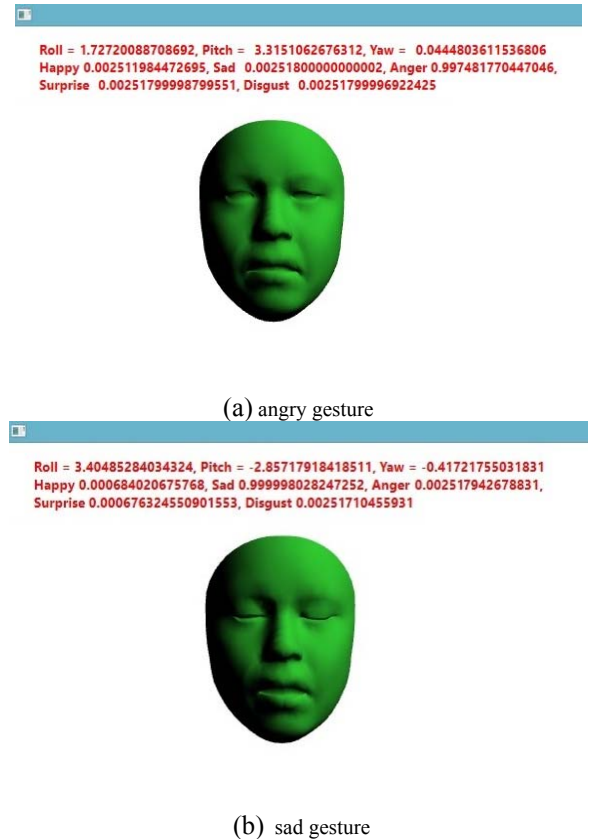 Roll = 1.72720088708692, Pitch = 3.3151062676312, Yaw = 0.0444803611536806
Happy 0.002511984472695, Sad 0.00251800000000002, Anger 0.997481770447046,
Surprise 0.00251799998799551, Disgust 0.00251799996922425
(a) angry gesture
Roll = 3.40485284034324, Pitch = -2.85717918418511, Yaw = -0.41721755031831
Happy 0.000684020675768, Sad 0.999998028247252, Anger 0.002517942678831,
Surprise 0.000676324550901553, Disgust 0.00251710455931
(b) sad gesture